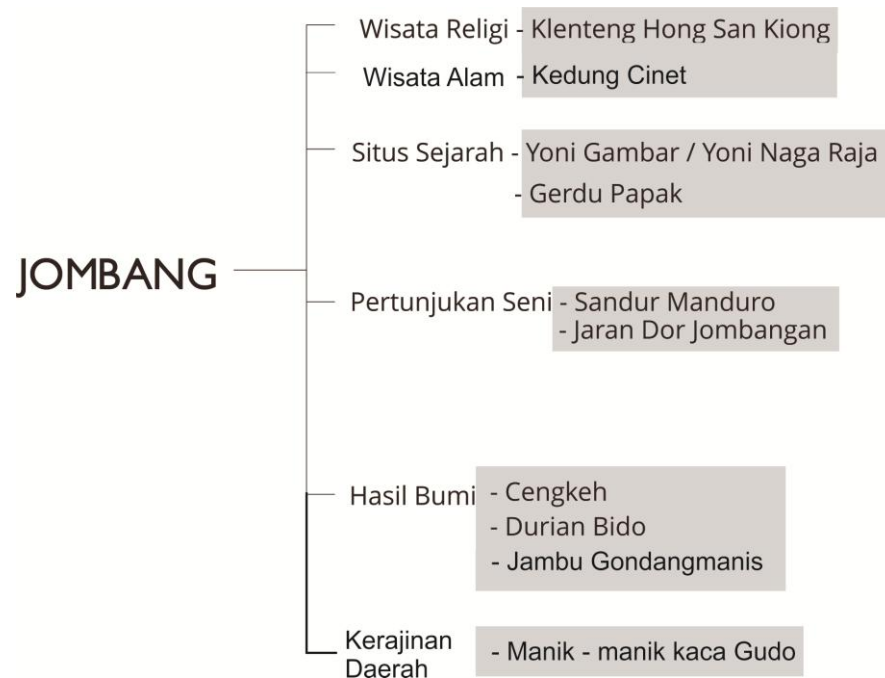 Wisata Religi - Klenteng Hong San Kiong
Wisata Alam - Kedung Cinet
Situs Sejarah - Yoni Gambar / Yoni Naga Raja
- Gerdu Papak
JOMBANG
Pertunjukan Seni - Sandur Manduro
- Jaran Dor Jombangan
Hasil Bumi - Cengkeh
- Durian Bido
- Jambu Gondangmanis
Kerajinan
Daerah
- Manik - manik kaca Gudo